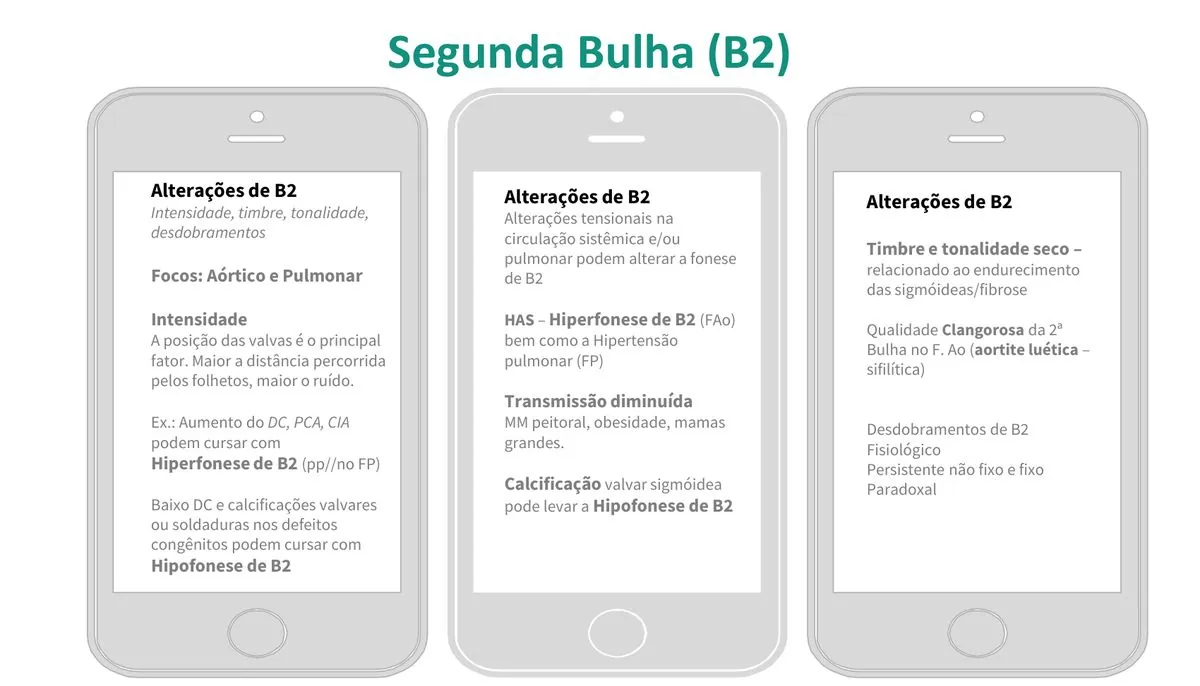 Segunda Bulha (B2)
Alterações de B2
Intensidade, timbre, tonalidade,
desdobramentos
Focos: Aórtico e Pulmonar
Intensidade
A posição das valvas é o principal
fator. Maior a distância percorrida
pelos folhetos, maior o ruído.
Ex.: Aumento do DC, PCA, CIA
podem cursar com
Hiperfonese de B2 (pp//no FP)
Baixo DC e calcificações valvares
ou soldaduras nos defeitos
congênitos podem cursar com
Hipofonese de B2
Alterações de B2
Alterações tensionais na
circulação sistêmica e/ou
pulmonar podem alterar a fonese
de B2
HAS – Hiperfonese de B2 (FAo)
bem como a Hipertensão
pulmonar (FP)
Transmissão diminuída
MM peitoral, obesidade, mamas
grandes.
Calcificação valvar sigmóidea
pode levar a Hipofonese de B2
Alterações de B2
Timbre e tonalidade seco –
relacionado ao endurecimento
das sigmóideas/fibrose
Qualidade Clangorosa da 2ª
Bulha no F. Ao (aortite luética –
sifilítica)
Desdobramentos de B2
Fisiológico
Persistente não fixo e fixo
Paradoxal